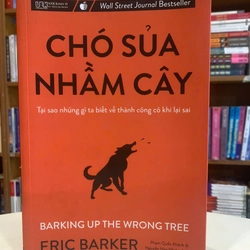 Wall Street Journal Bestseller
CHÓ SỦA
NHẦM CÂY
Tại sao những gì ta biết về thành công có khi lại sai
BARKING UP THE WRONG TREE
ERIC BARKER